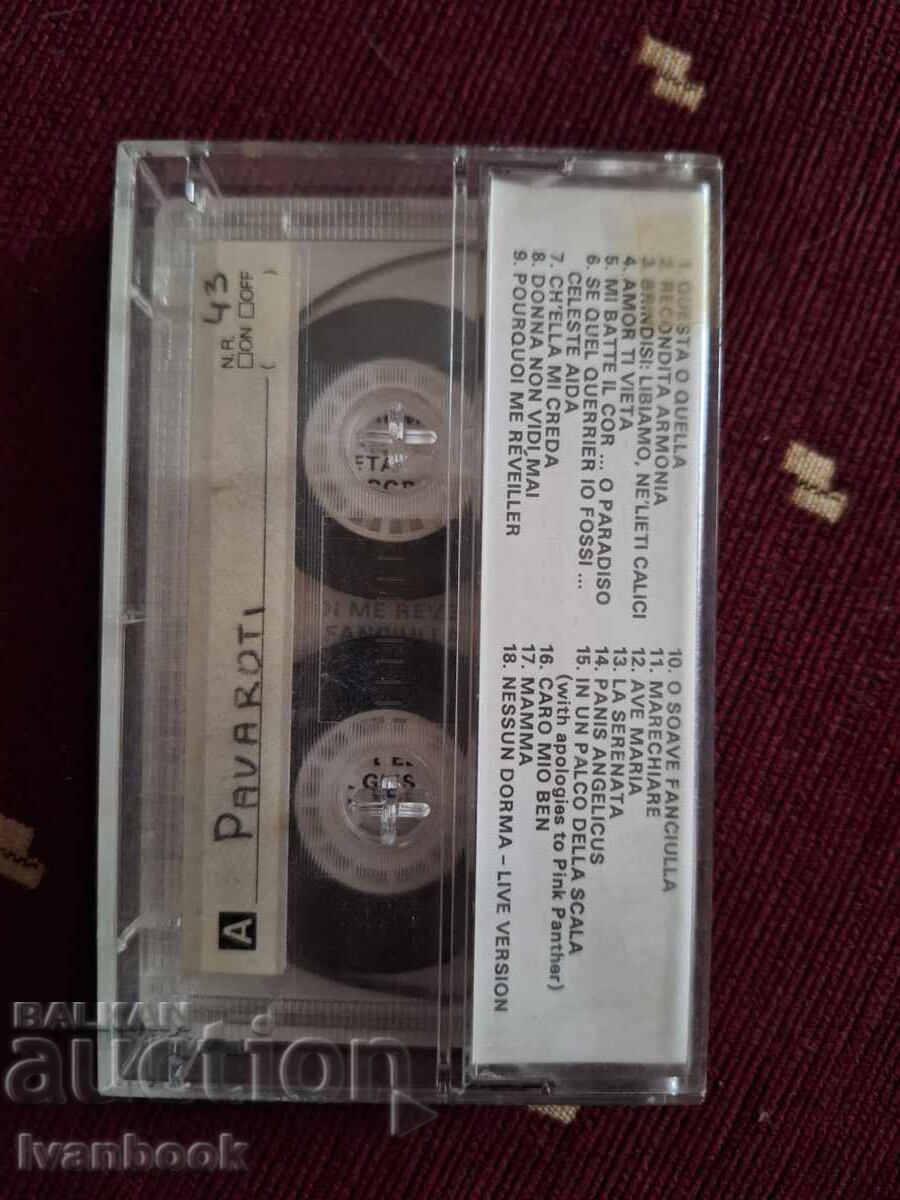 1. QUESTA O QUELLA
2. RECONDITA ARMONIA
3. BRINDISI: LIBIAMO, NE'LIETI CALICI
4. AMOR TI VIETA
5. MI BATTE IL COR ... O PARADISO
6. SE QUEL QUERRIER IO FOSSI ...
CELESTE AIDA
7. CH'ELLA MI CREDA
8. DONNA NON VIDI MAI
9. POURQUOI ME REVEILLER
10. O SOAVE FANCIULLA
11. MARECHIARE
12. AVE MARIA
13. LA SERENATA
14. PANIS ANGELICUS
15. IN UN PALCO DELLA SCALA
(with apologies to Pink Panther)
16. CARO MIO BEN
17. MAMMA
18. NESSUN DORMA – LIVE VERSION
A PAVAROTI
N.R. ( )
□ON □OFF
43
ME REVE
FANCIULL
BALKAN
auction
Ivanbook